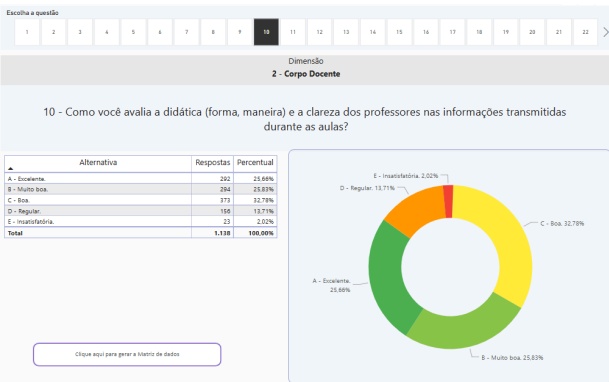 Escolha a questão
1 2 3 4 5 6 7 8 9 10 11 12 13 14 15 16 17 18 19 20 21 22
Dimensão
2 - Corpo Docente
10 - Como você avalia a didática (forma, maneira) e a clareza dos professores nas informações transmitidas
durante as aulas?
Alternativa Respostas Percentual
A - Excelente. 292 25,66%
B - Muito boa. 294 25,83%
C - Boa. 373 32,78%
D - Regular. 156 13,71%
E - Insatisfatória. 23 2,02%
Total 1.138 100,00%
Clique aqui para gerar a Matriz de dados
E - Insatisfatória. 2,02%
D - Regular. 13,71%
C - Boa. 32,78%
A - Excelente.
25,66%
B - Muito boa. 25,83%